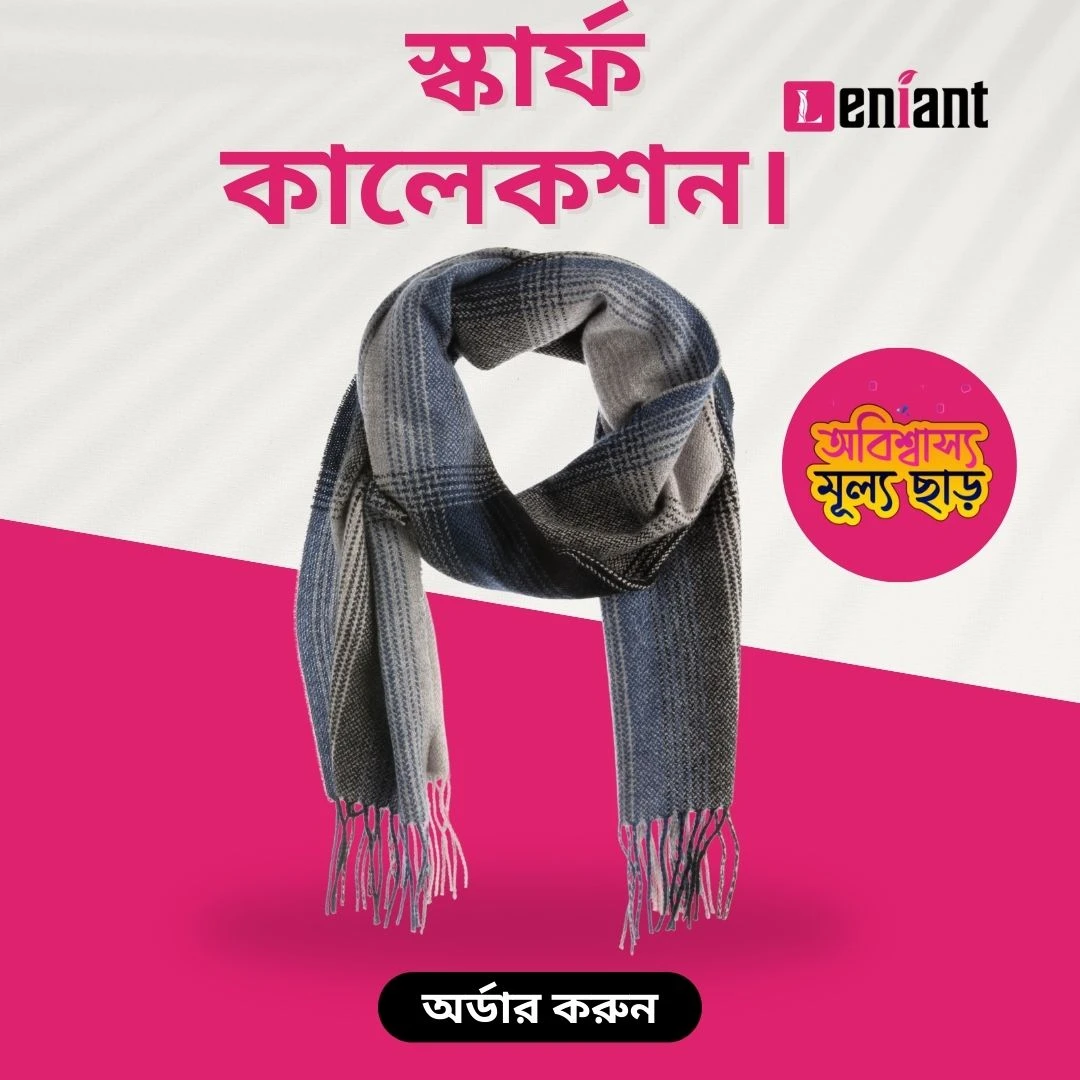 স্কার্ফ
কালেকশন।
Leniant
অবিশ্বাস্য
মূল্য ছাড়
অর্ডার করুন